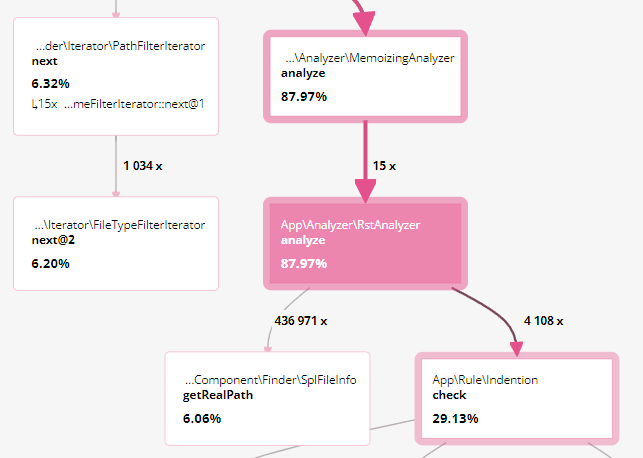 ...der\Iterator\PathFilterIterator
next
6.32%
↳15x ...meFilterIterator::next@1
...\Analyzer\MemoizingAnalyzer
analyze
87.97%
1 034 x
15 x
...\Iterator\FileTypeFilterIterator
next@2
6.20%
App\Analyzer\RstAnalyzer
analyze
87.97%
436 971 x
4 108 x
...Component\Finder\SplFileInfo
getRealPath
6.06%
App\Rule\Indention
check
29.13%